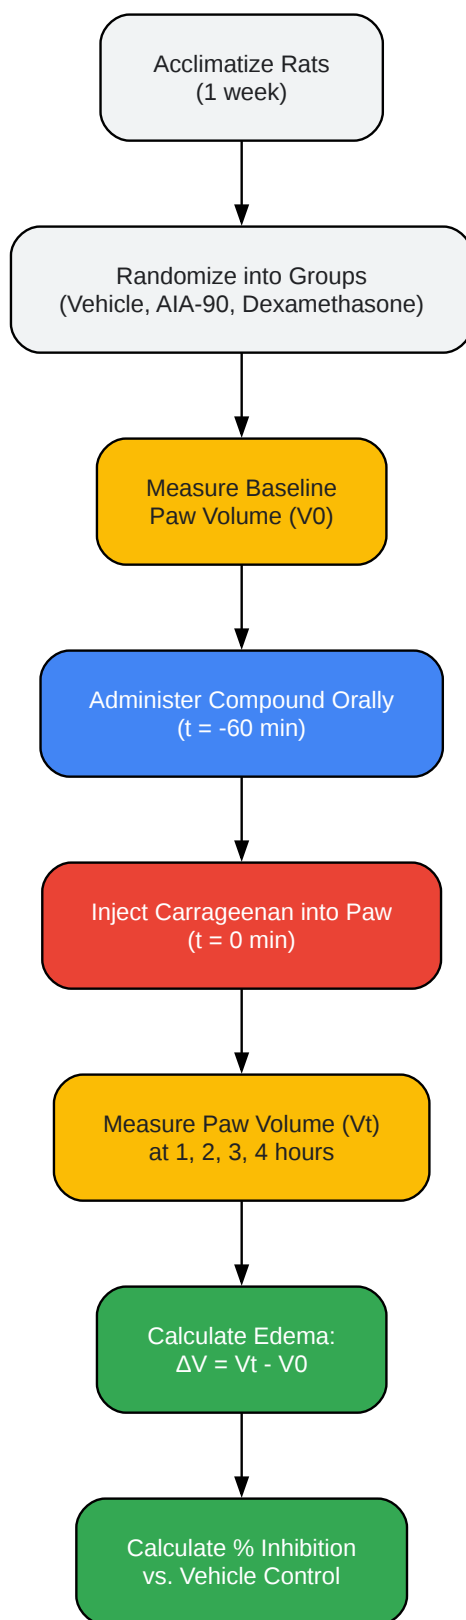 Acclimatize Rats
(1 week)
Randomize into Groups
(Vehicle, AIA-90, Dexamethasone)
Measure Baseline
Paw Volume (V0)
Administer Compound Orally
(t = -60 min)
Inject Carrageenan into Paw
(t = 0 min)
Measure Paw Volume (Vt)
at 1, 2, 3, 4 hours
Calculate Edema:
ΔV = Vt - V0
Calculate % Inhibition
vs. Vehicle Control